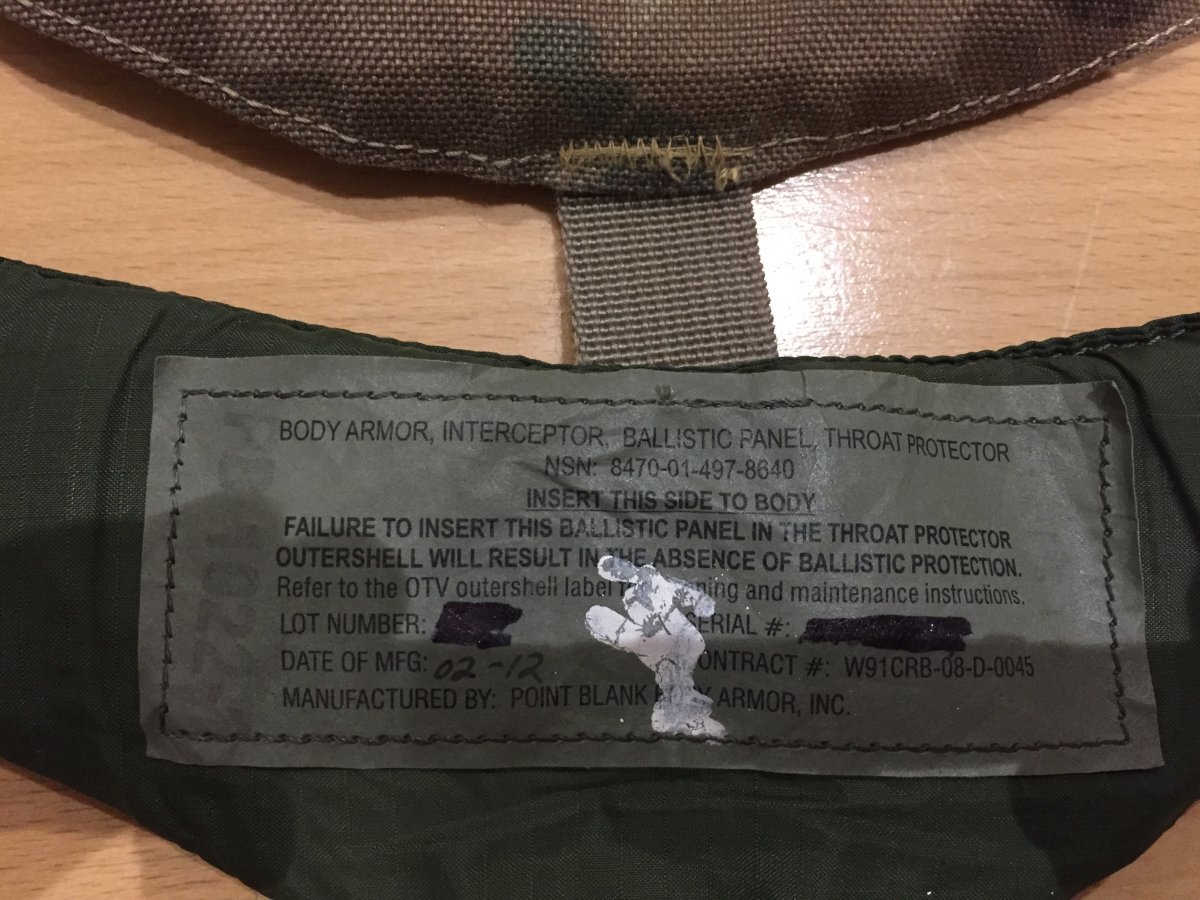 BODY ARMOR, INTERCEPTOR, BALLISTIC PANEL, THROAT PROTECTOR
NSN: 8470-01-497-8640
INSERT THIS SIDE TO BODY
FAILURE TO INSERT THIS BALLISTIC PANEL IN THE THROAT PROTECTOR
OUTERSHELL WILL RESULT IN THE ABSENCE OF BALLISTIC PROTECTION.
Refer to the OTV outershell label and maintenance instructions.
LOT NUMBER: SERIAL #:
DATE OF MFG: 02-12 CONTRACT #: W91CRB-08-D-0045
MANUFACTURED BY: POINT BLANK BODY ARMOR, INC.